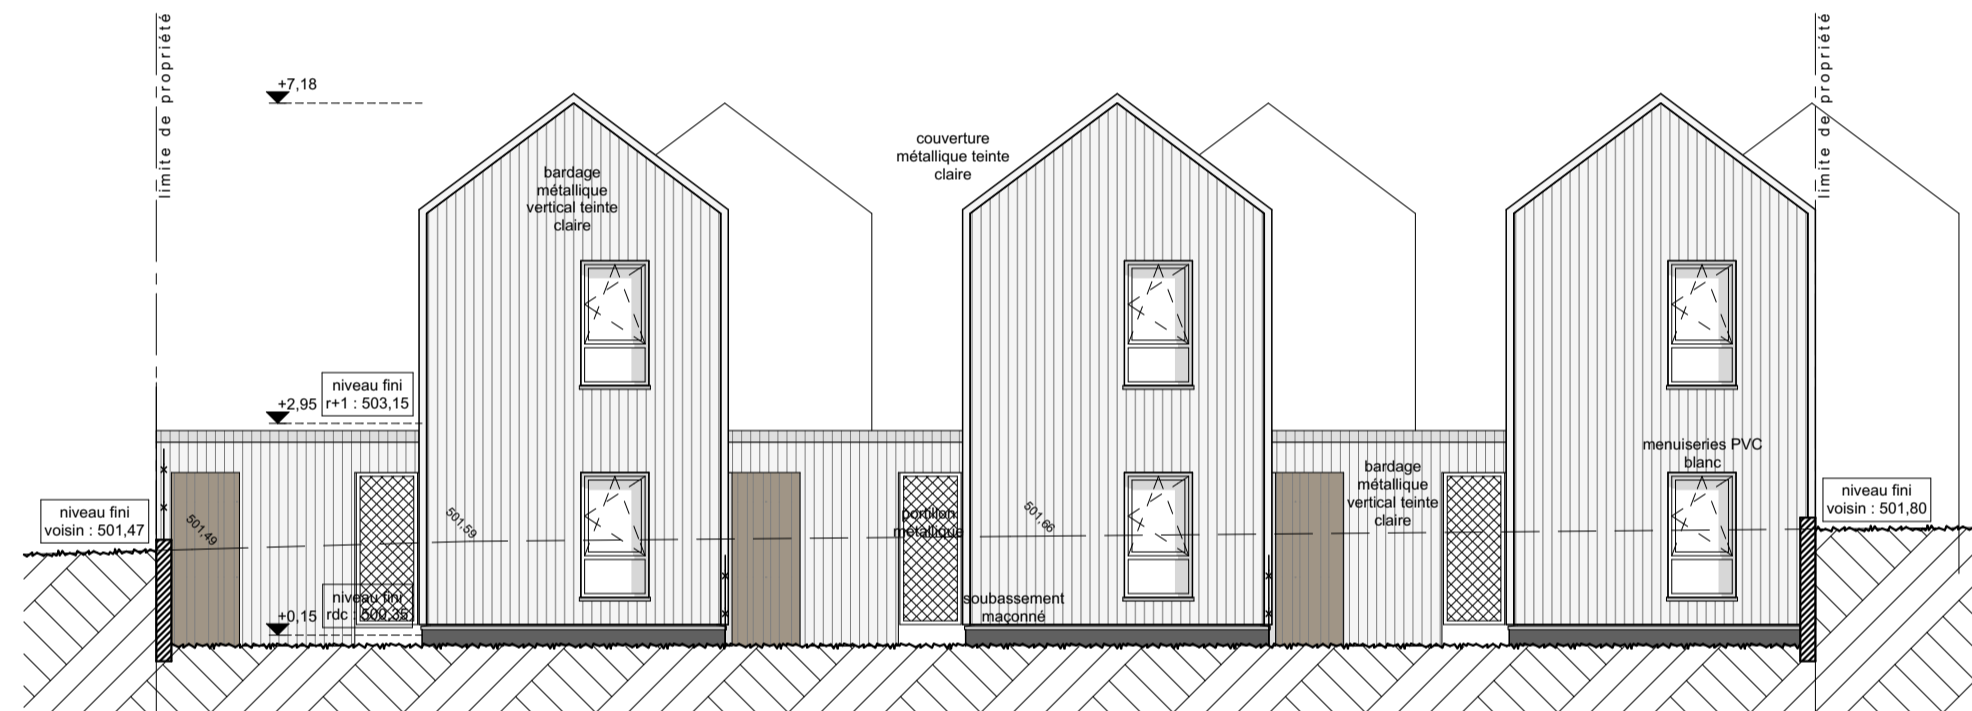 limite de propriété
+7,18
bardage
métallique
vertical teinte
claire
couverture
métallique teinte
claire
limite de propriété
niveau fini
r+1 : 503,15
+2,95
niveau fini
voisin : 501,47
501,49
501,59
portillon
métallique
501,66
bardage
métallique
vertical teinte
claire
menuiseries PVC
blanc
niveau fini
voisin : 501,80
niveau fini
rdc : 500,35
+0,15
soubassement
maçonné